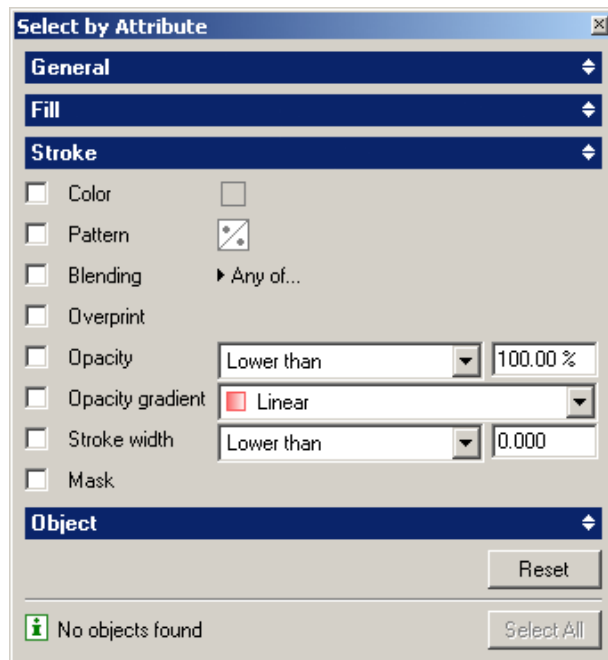 Select by Attribute
General
Fill
Stroke
Color
Pattern
Blending Any of...
Overprint
Opacity Lower than 100.00 %
Opacity gradient Linear
Stroke width Lower than 0.000
Mask
Object
Reset
No objects found Select All